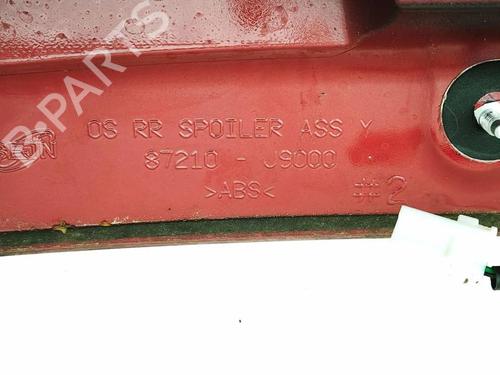 B-PARTS
OS RR SPOILER ASS Y
87210 - J9000
>ABS<
#2